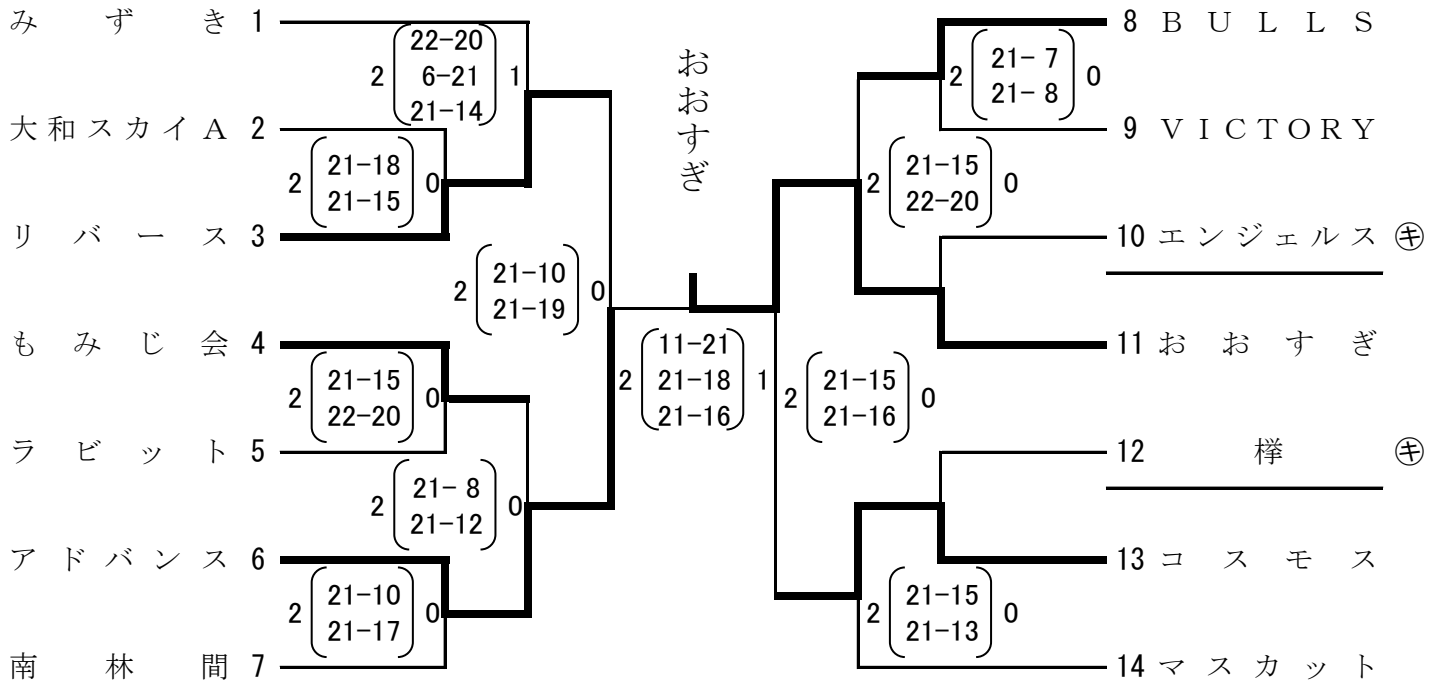 みずき 1
2 22-20 1
6-21
21-14
大和スカイA 2
2 21-18 0
21-15
リバース 3
2 21-10 0
21-19
もみじ会 4
2 21-15 0
22-20
ラビット 5
2 21- 8 0
21-12
アドバンス 6
2 21-10 0
21-17
南林間 7
おおすぎ
2 11-21 1
21-18
21-16
8 BULLS
2 21- 7 0
21- 8
9 VICTORY
2 21-15 0
22-20
10 エンジェルス ㋖
11 おおすぎ
2 21-15 0
21-16
12 欅 ㋖
13 コスモス
2 21-15 0
21-13
14 マスカット